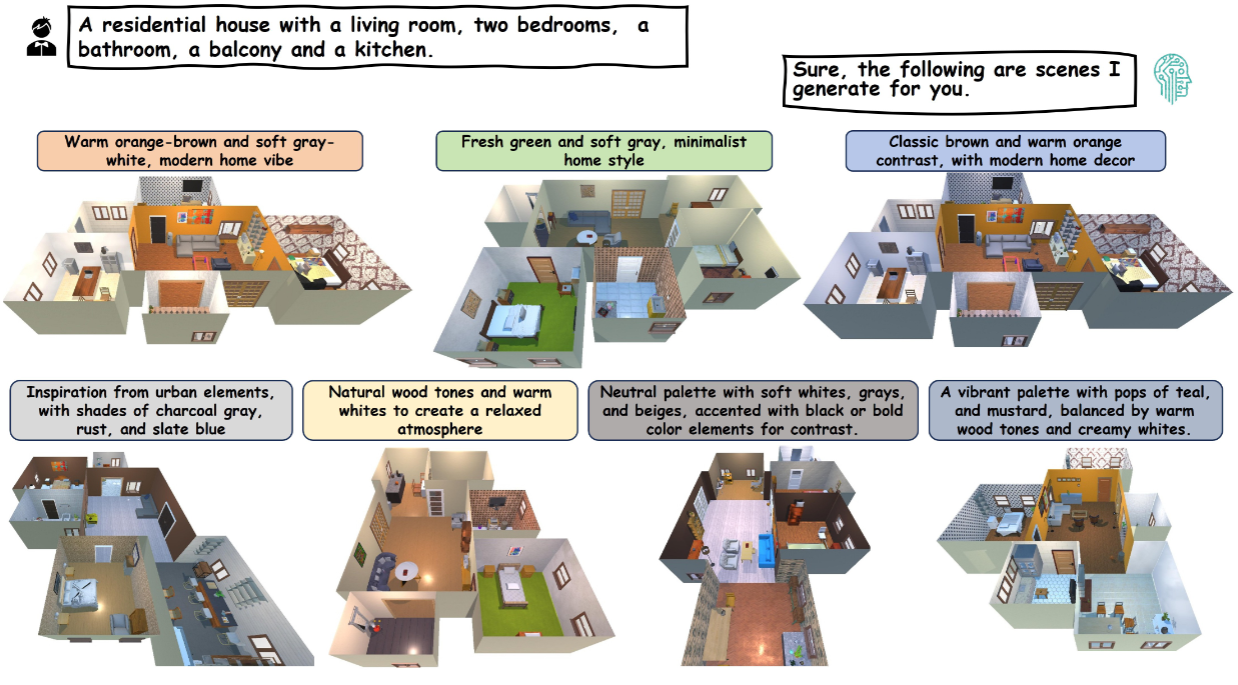 A residential house with a living room, two bedrooms, a
bathroom, a balcony and a kitchen.
Sure, the following are scenes I
generate for you.
Warm orange-brown and soft gray-
white, modern home vibe
Fresh green and soft gray, minimalist
home style
Classic brown and warm orange
contrast, with modern home decor
Inspiration from urban elements,
with shades of charcoal gray,
rust, and slate blue
Natural wood tones and warm
whites to create a relaxed
atmosphere
Neutral palette with soft whites, grays,
and beiges, accented with black or bold
color elements for contrast.
A vibrant palette with pops of teal,
and mustard, balanced by warm
wood tones and creamy whites.